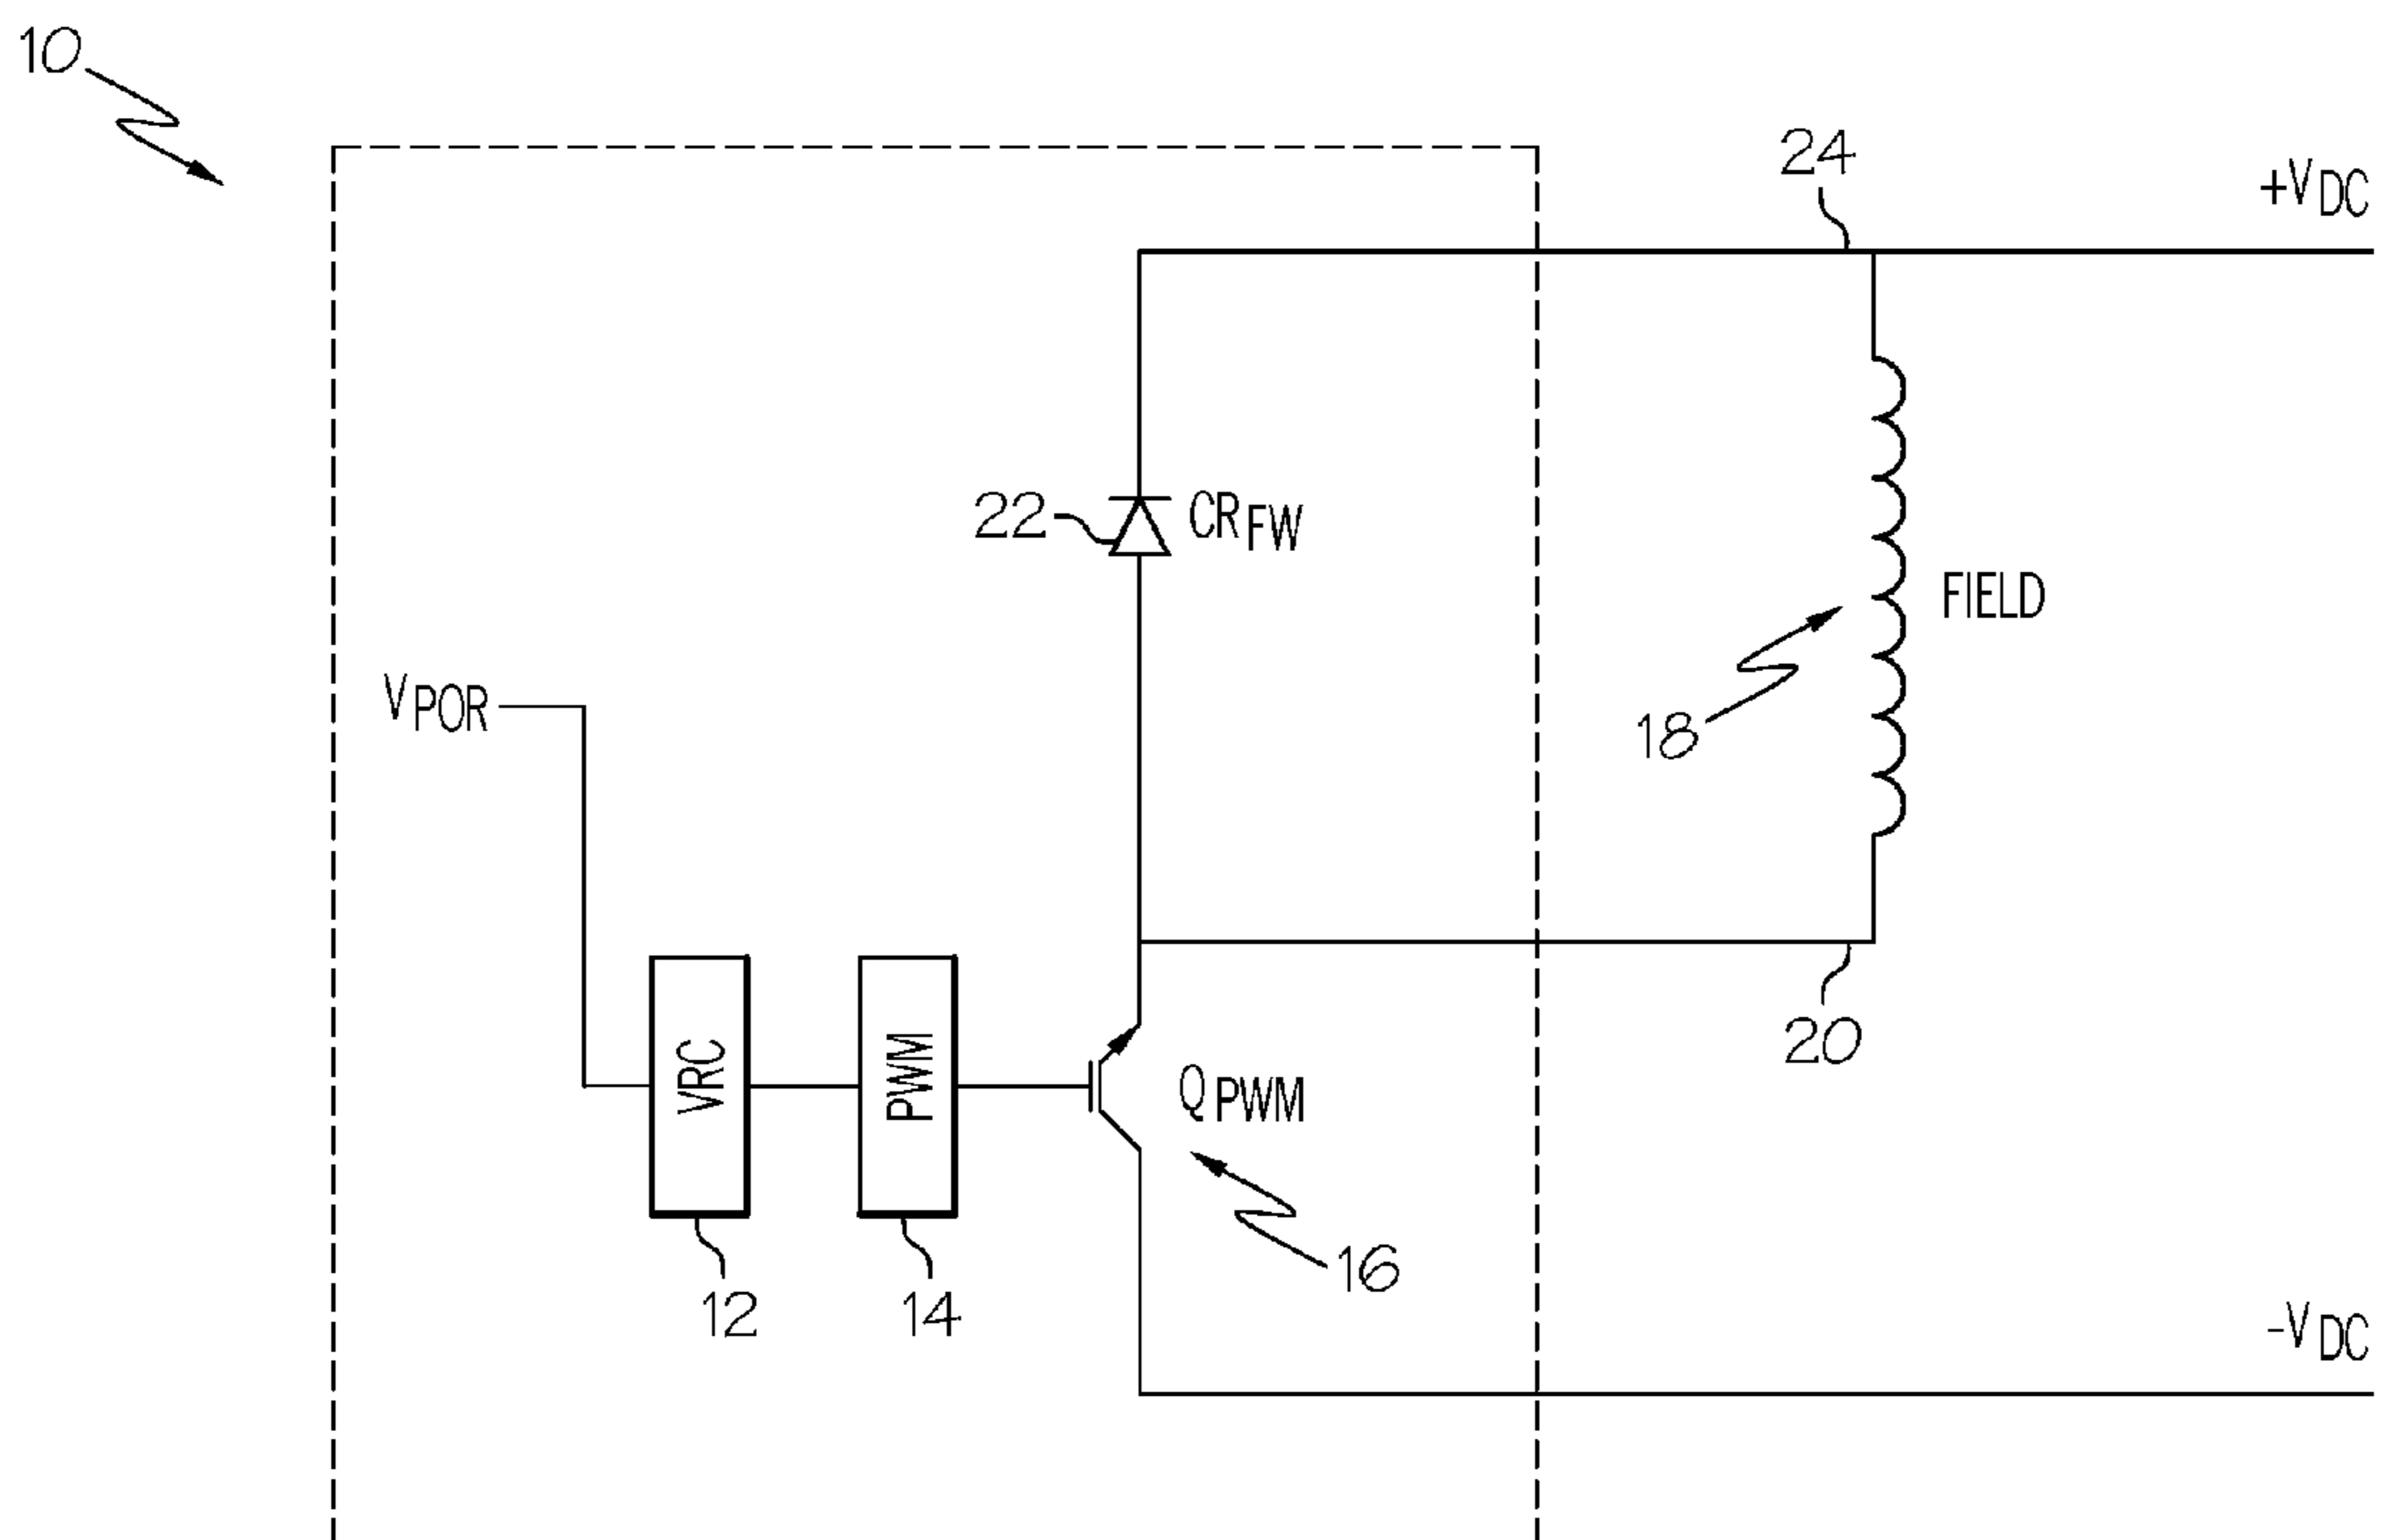 10
24
+VDC
22
CRFW
FIELD
18
VPOR
VRC
PWM
QPWM
20
16
12
14
-VDC